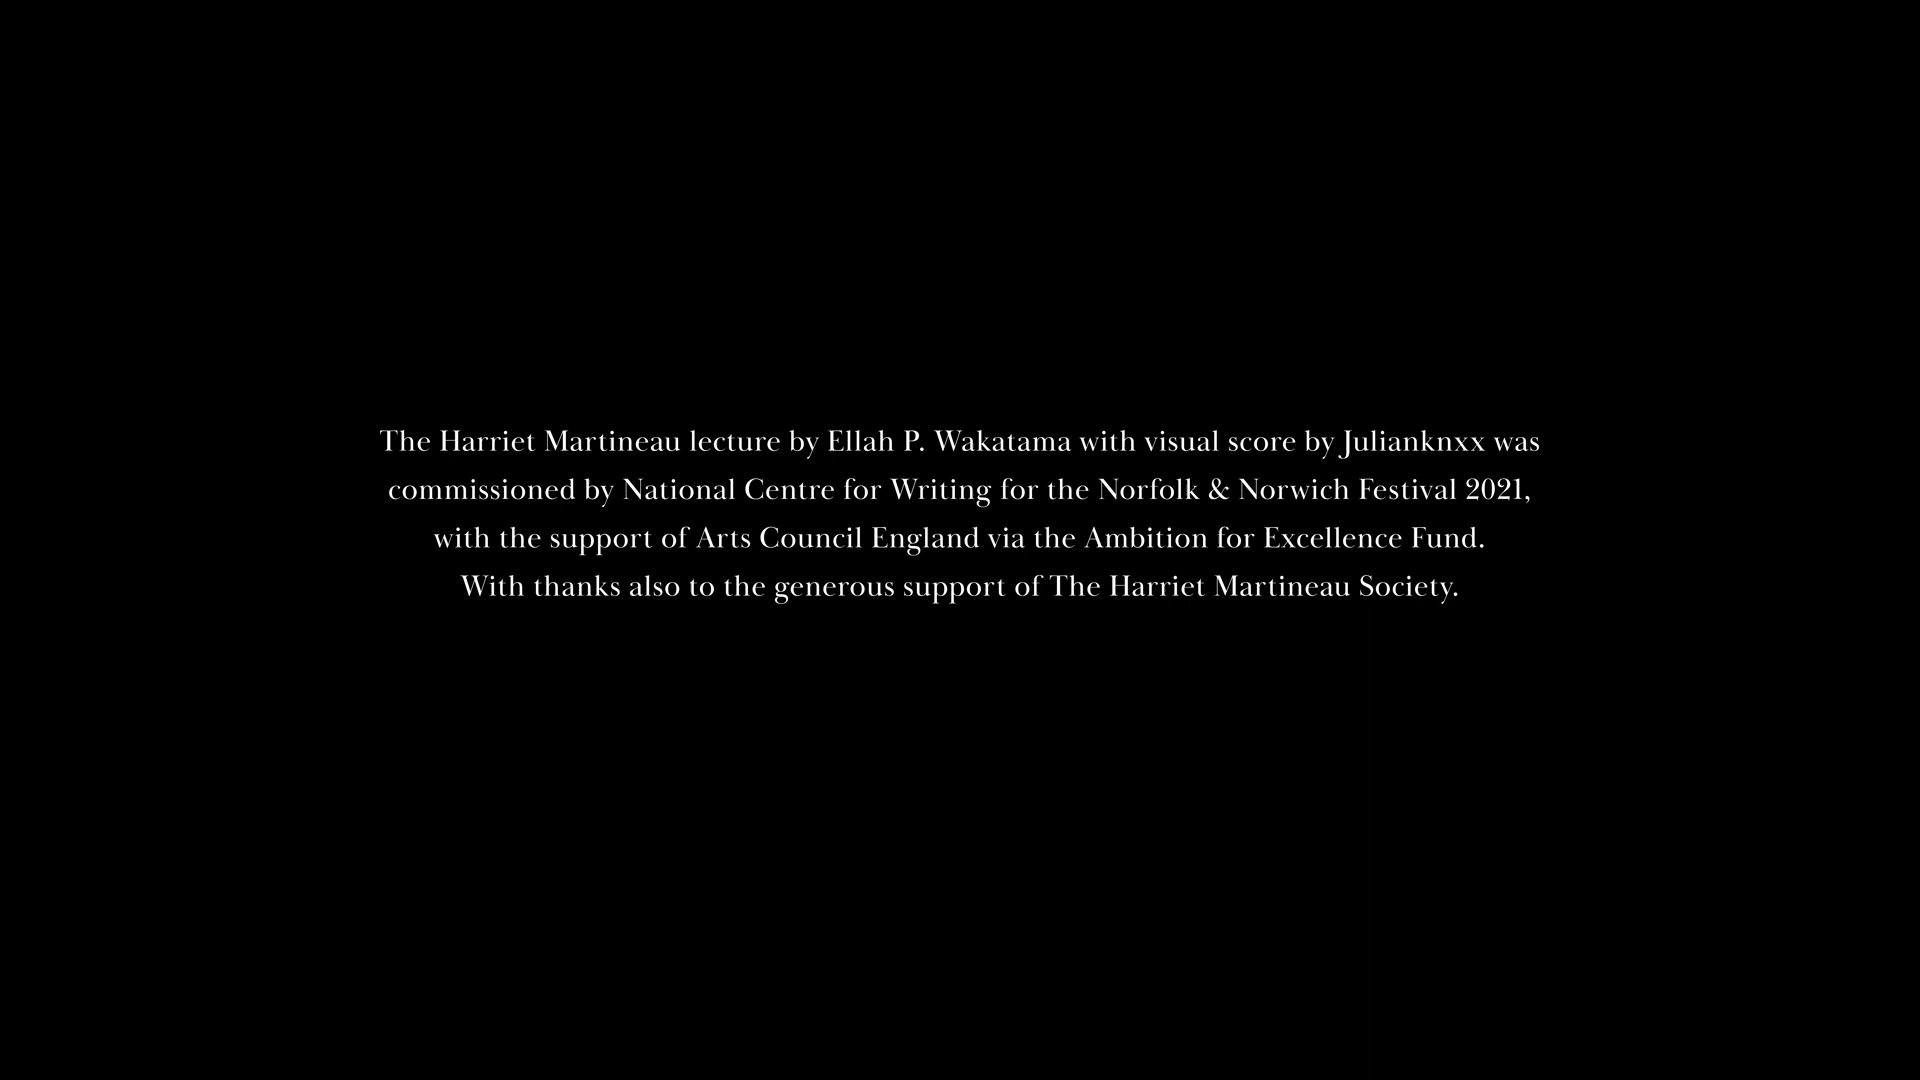 The Harriet Martineau lecture by Ellah P. Wakatama with visual score by Julianknxx was
commissioned by National Centre for Writing for the Norfolk & Norwich Festival 2021,
with the support of Arts Council England via the Ambition for Excellence Fund.
With thanks also to the generous support of The Harriet Martineau Society.